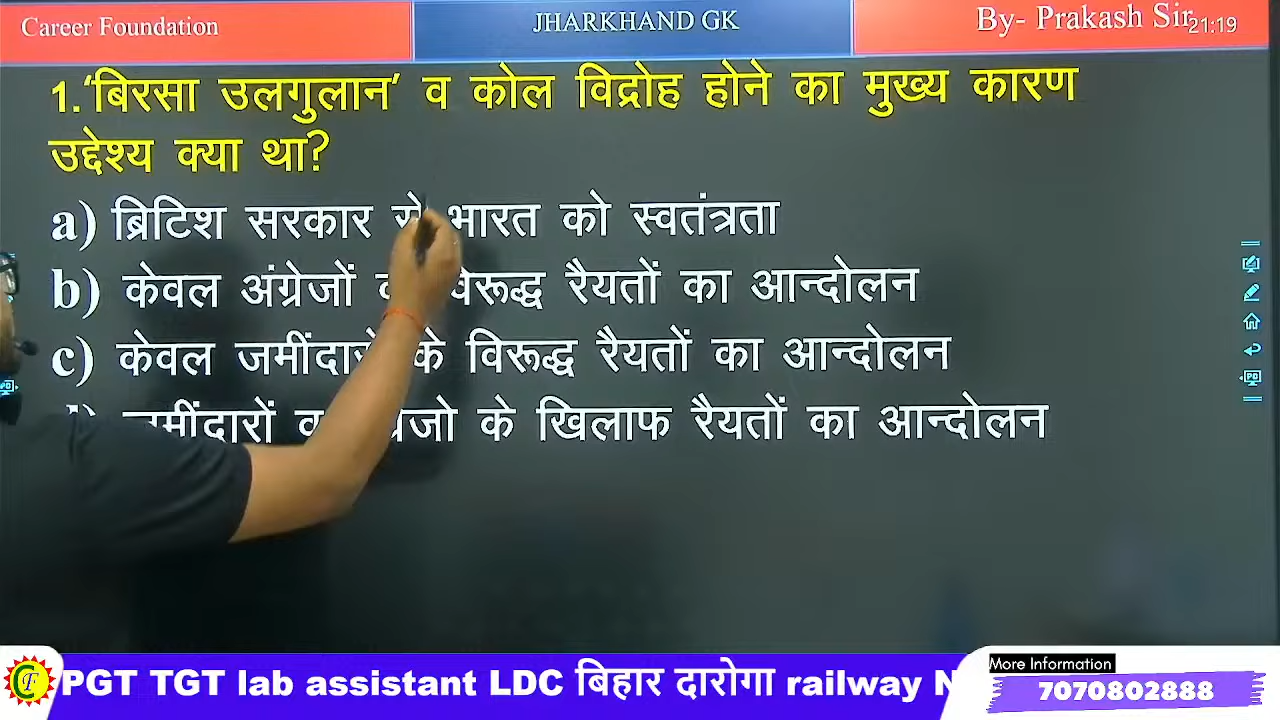 Career Foundation
JHARKHAND GK
By- Prakash Sir
21:19
1.‘बिरसा उलगुलान’ व कोल विद्रोह होने का मुख्य कारण
उद्देश्य क्या था?
a) ब्रिटिश सरकार से भारत को स्वतंत्रता
b) केवल अंग्रेजों विरूद्ध रैयतों का आन्दोलन
c) केवल जमींदारों के विरूद्ध रैयतों का आन्दोलन
जमींदारों के खिलाफ रैयतों का आन्दोलन
More Information
PGT TGT lab assistant LDC बिहार दारोगा railway
7070802888